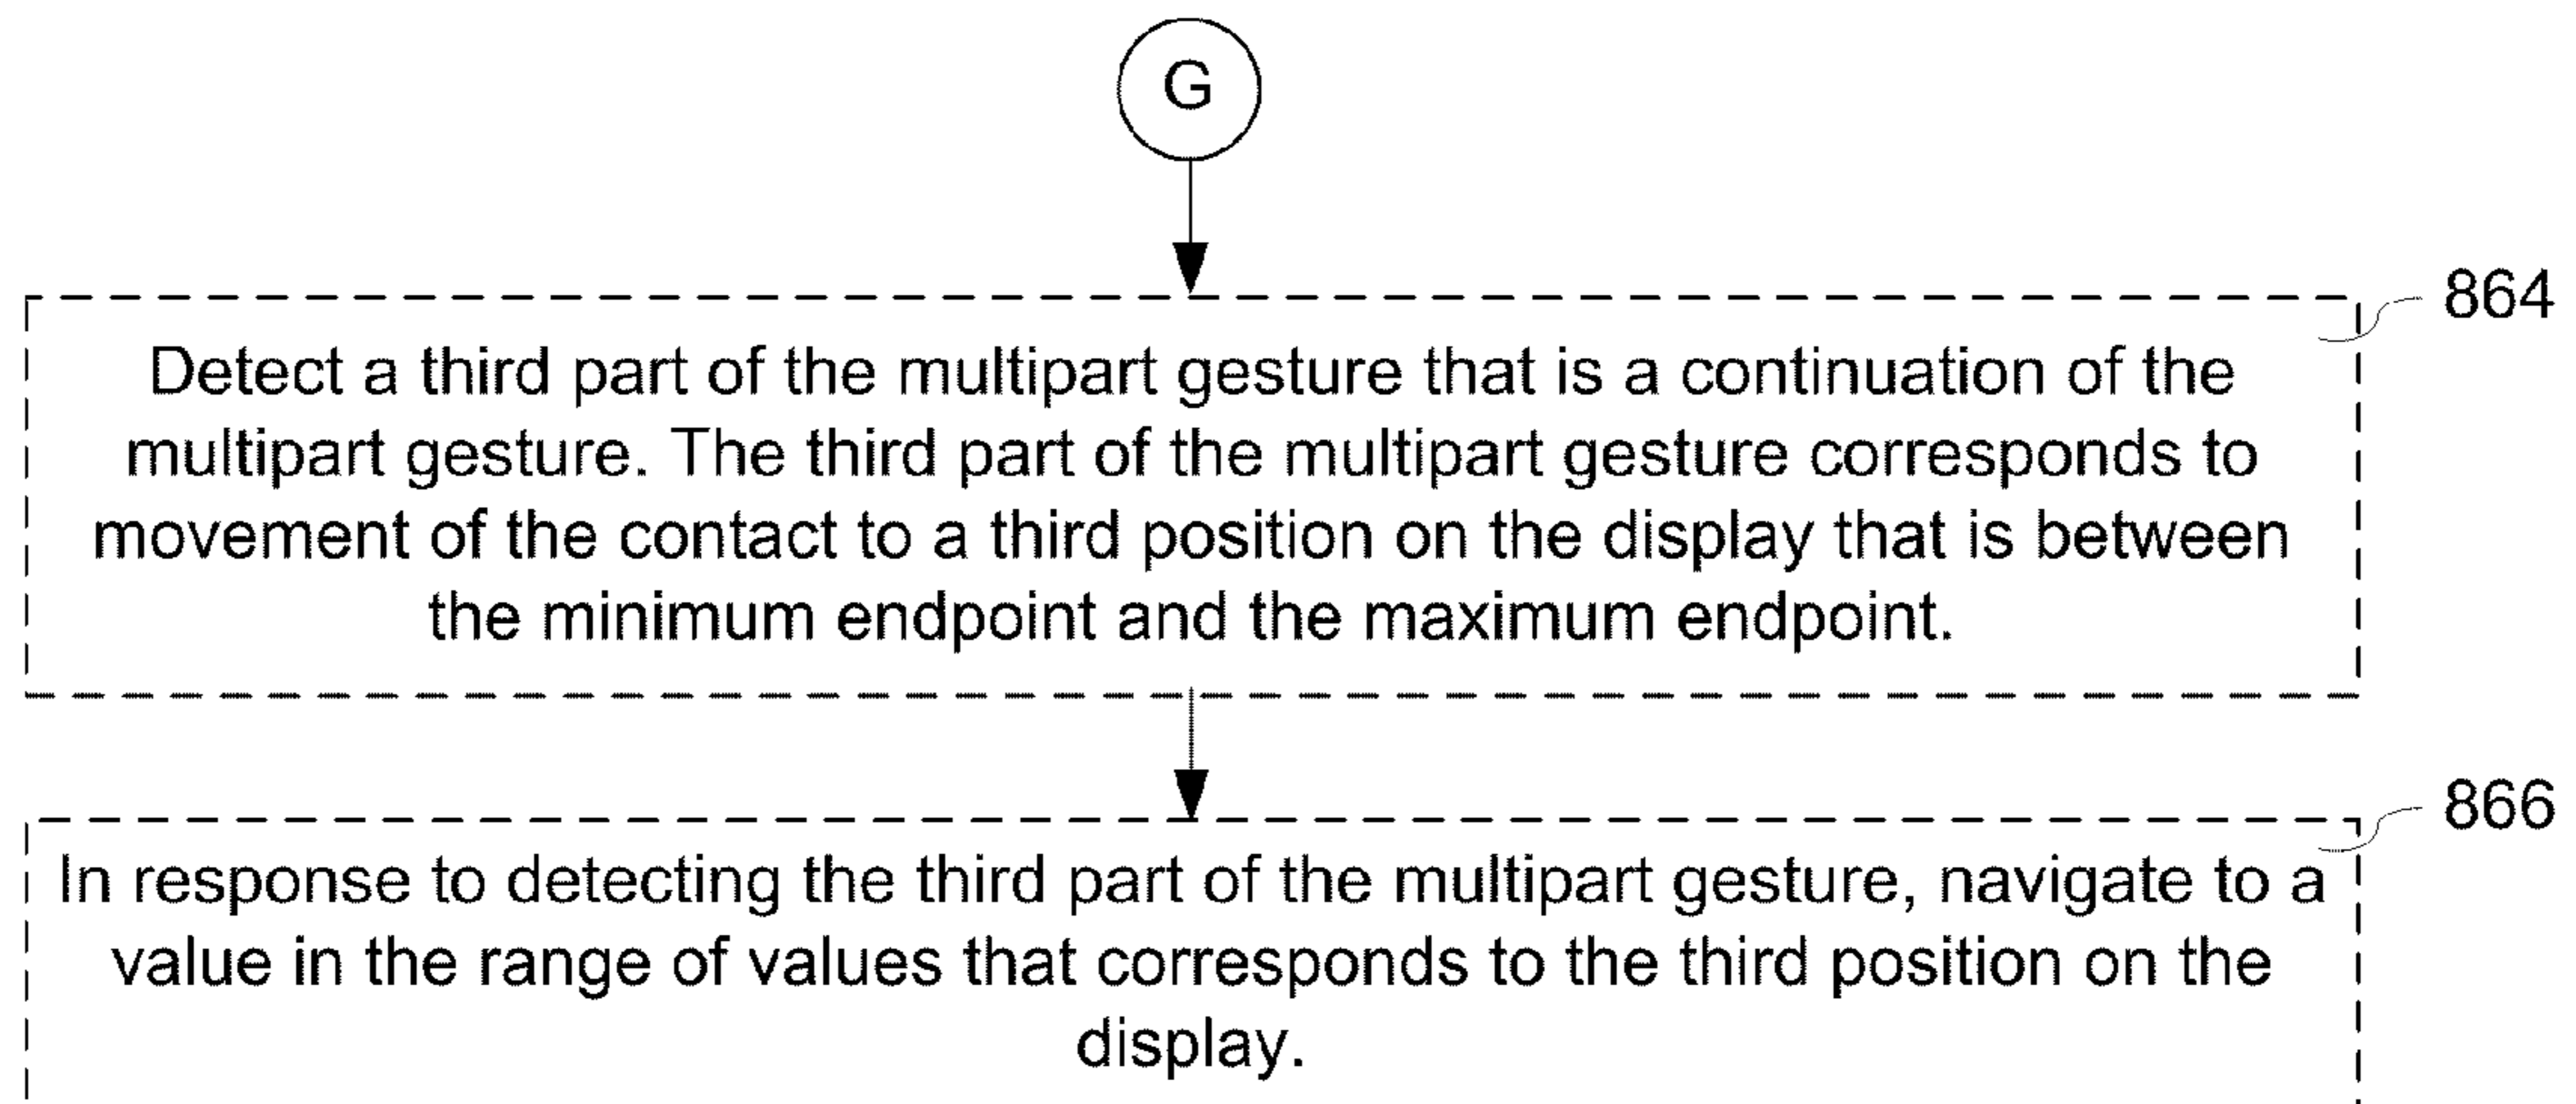 G
864
Detect a third part of the multipart gesture that is a continuation of the
multipart gesture. The third part of the multipart gesture corresponds to
movement of the contact to a third position on the display that is between
the minimum endpoint and the maximum endpoint.
866
In response to detecting the third part of the multipart gesture, navigate to a
value in the range of values that corresponds to the third position on the
display.